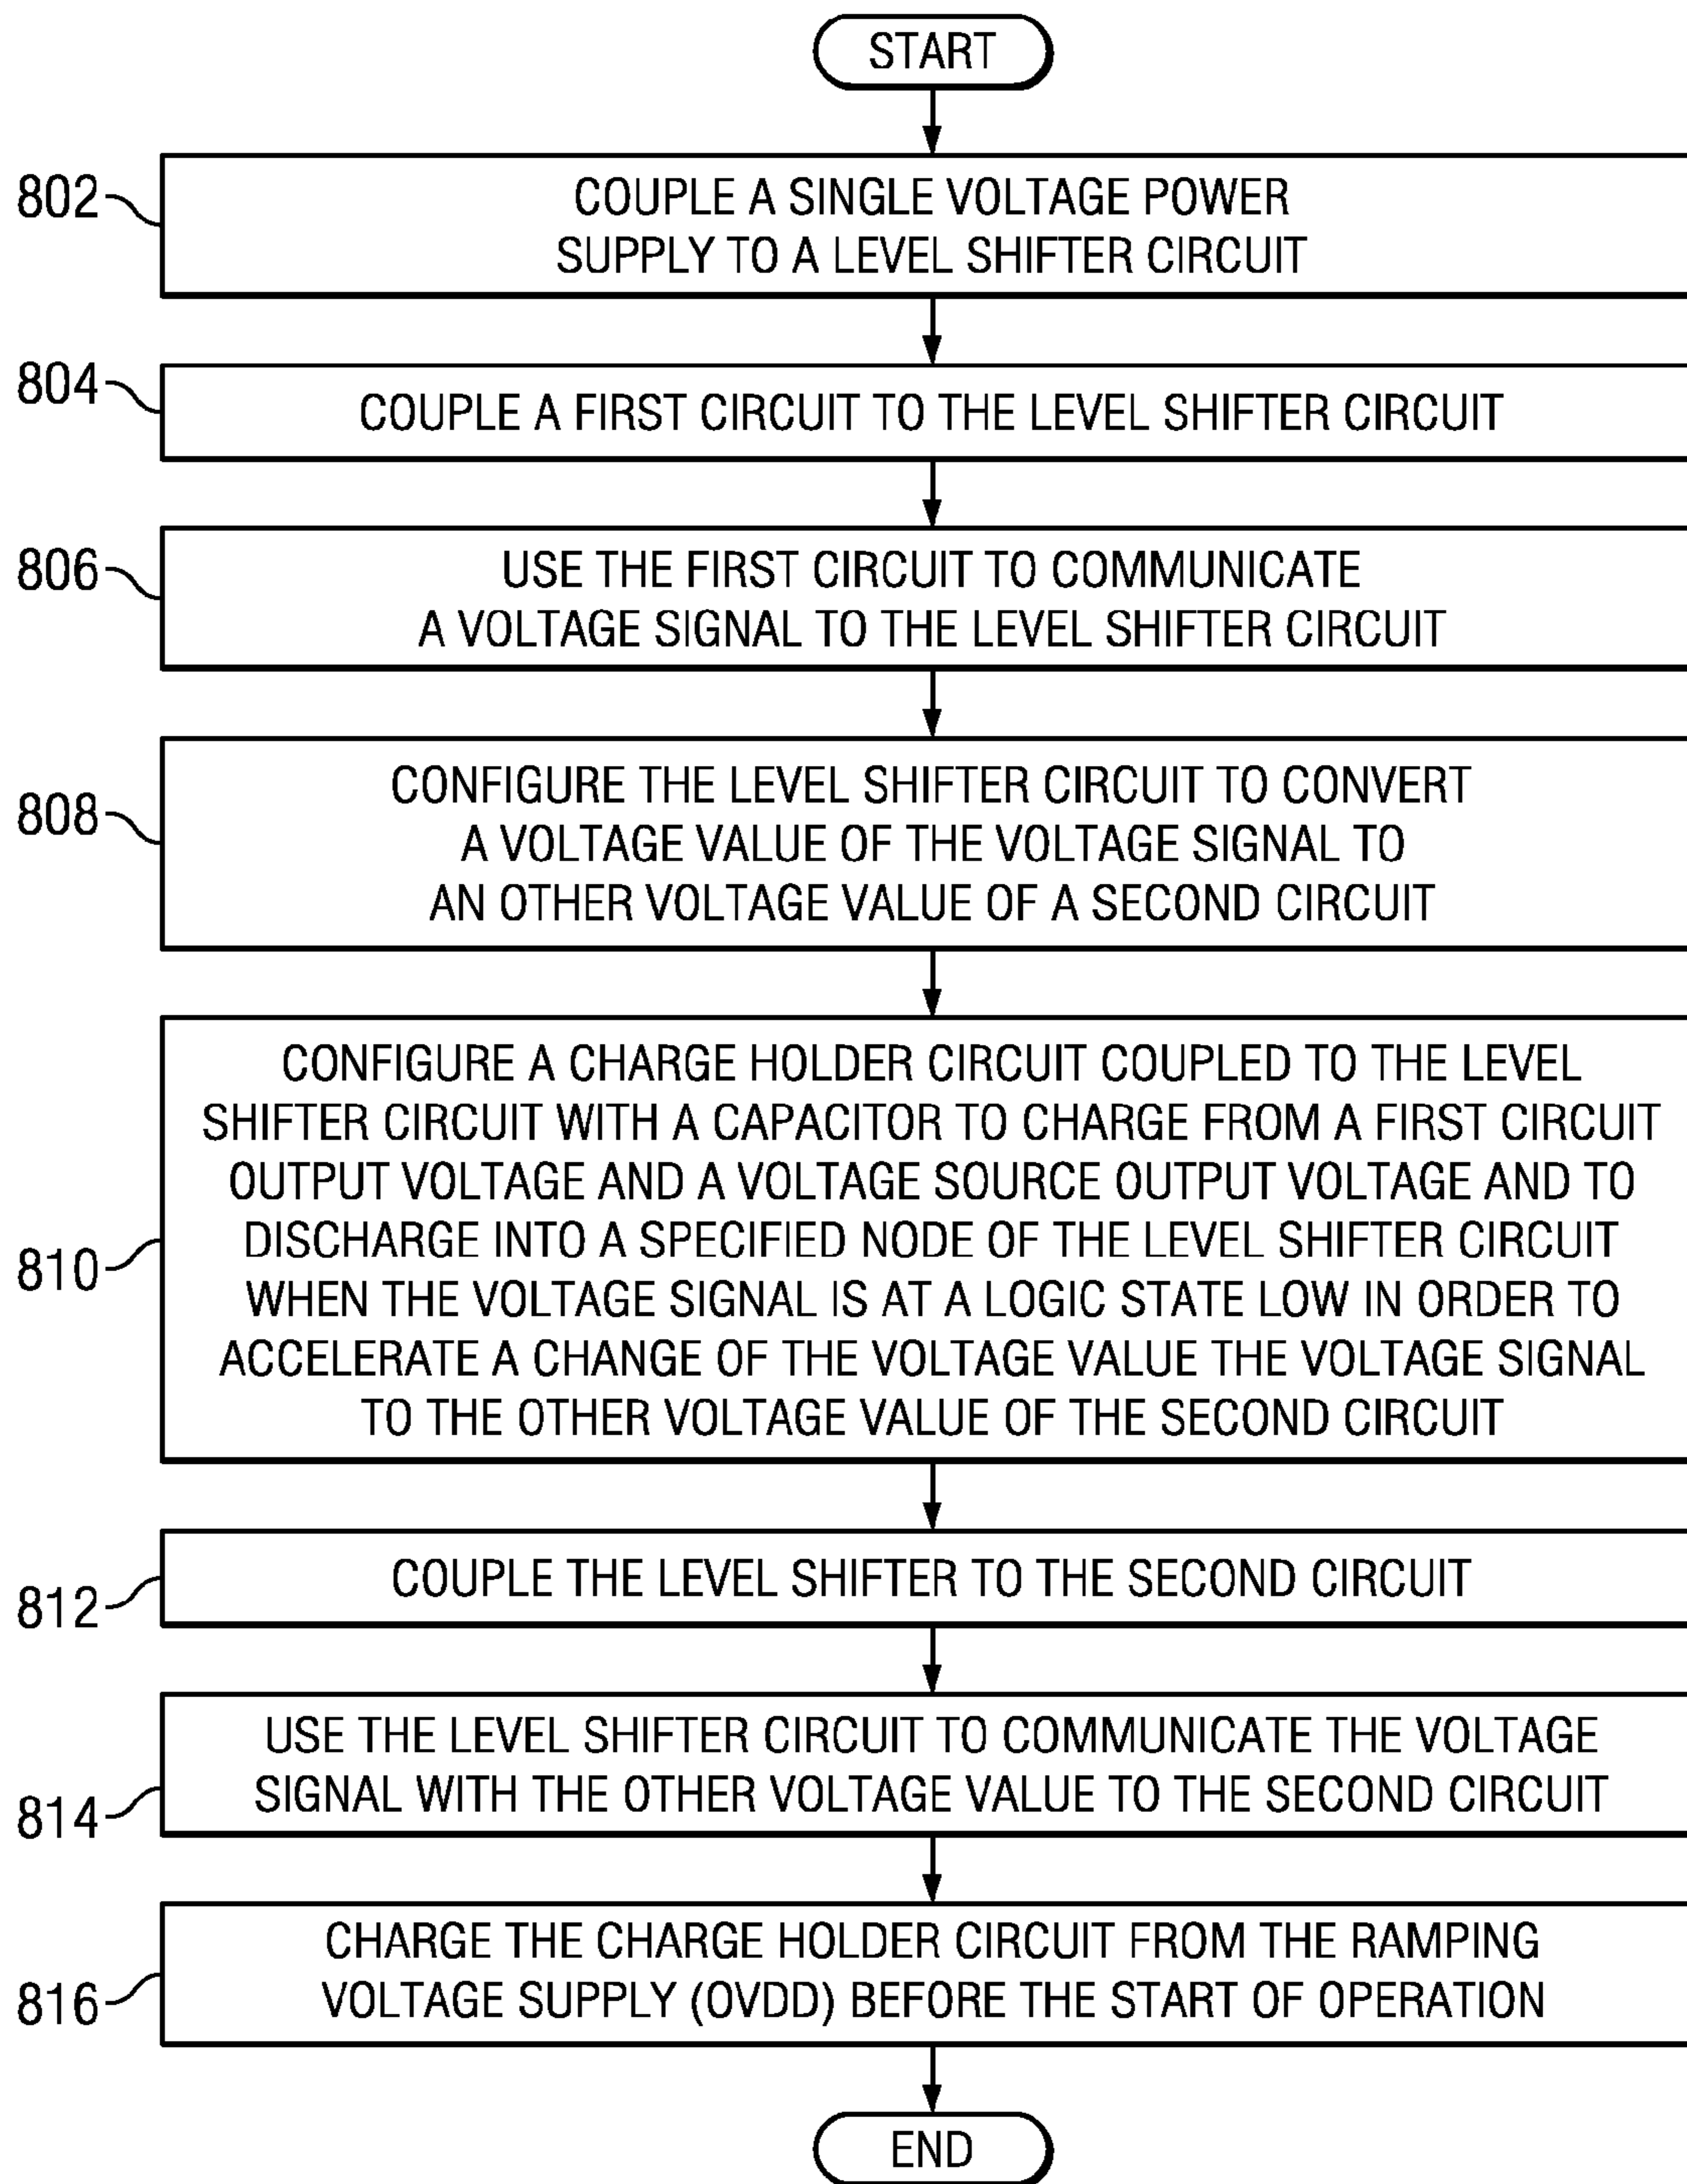 START
802
COUPLE A SINGLE VOLTAGE POWER
SUPPLY TO A LEVEL SHIFTER CIRCUIT
804
COUPLE A FIRST CIRCUIT TO THE LEVEL SHIFTER CIRCUIT
806
USE THE FIRST CIRCUIT TO COMMUNICATE
A VOLTAGE SIGNAL TO THE LEVEL SHIFTER CIRCUIT
808
CONFIGURE THE LEVEL SHIFTER CIRCUIT TO CONVERT
A VOLTAGE VALUE OF THE VOLTAGE SIGNAL TO
AN OTHER VOLTAGE VALUE OF A SECOND CIRCUIT
810
CONFIGURE A CHARGE HOLDER CIRCUIT COUPLED TO THE LEVEL
SHIFTER CIRCUIT WITH A CAPACITOR TO CHARGE FROM A FIRST CIRCUIT
OUTPUT VOLTAGE AND A VOLTAGE SOURCE OUTPUT VOLTAGE AND TO
DISCHARGE INTO A SPECIFIED NODE OF THE LEVEL SHIFTER CIRCUIT
WHEN THE VOLTAGE SIGNAL IS AT A LOGIC STATE LOW IN ORDER TO
ACCELERATE A CHANGE OF THE VOLTAGE VALUE THE VOLTAGE SIGNAL
TO THE OTHER VOLTAGE VALUE OF THE SECOND CIRCUIT
812
COUPLE THE LEVEL SHIFTER TO THE SECOND CIRCUIT
814
USE THE LEVEL SHIFTER CIRCUIT TO COMMUNICATE THE VOLTAGE
SIGNAL WITH THE OTHER VOLTAGE VALUE TO THE SECOND CIRCUIT
816
CHARGE THE CHARGE HOLDER CIRCUIT FROM THE RAMPING
VOLTAGE SUPPLY (OVDD) BEFORE THE START OF OPERATION
END